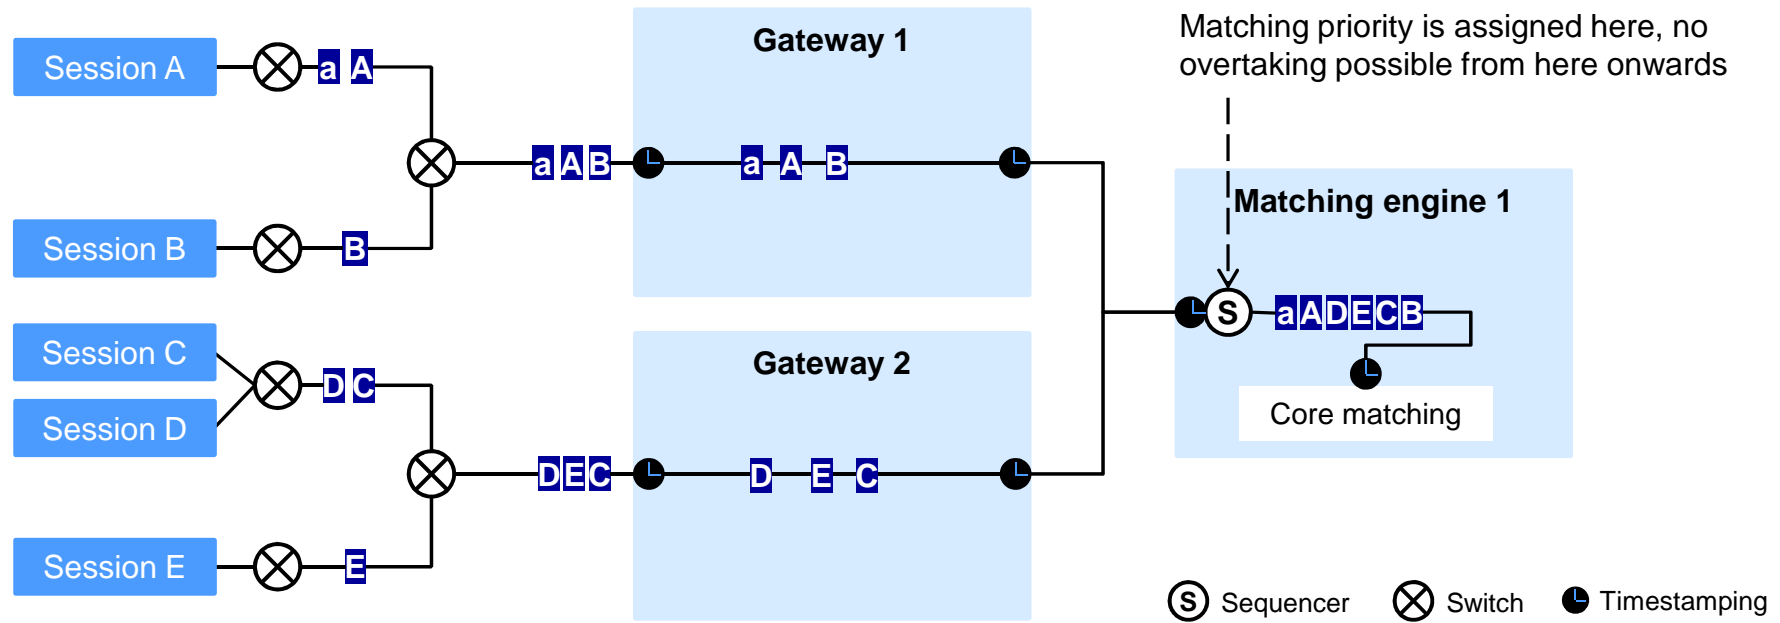 Gateway 1
Matching priority is assigned here, no
overtaking possible from here onwards
Session A
a A
a A B
a A B
Session B
B
Matching engine 1
S
a A D E C B
Core matching
Session C
Session D
D C
Gateway 2
D E C
D E C
Session E
E
S Sequencer
Switch
Timestamping